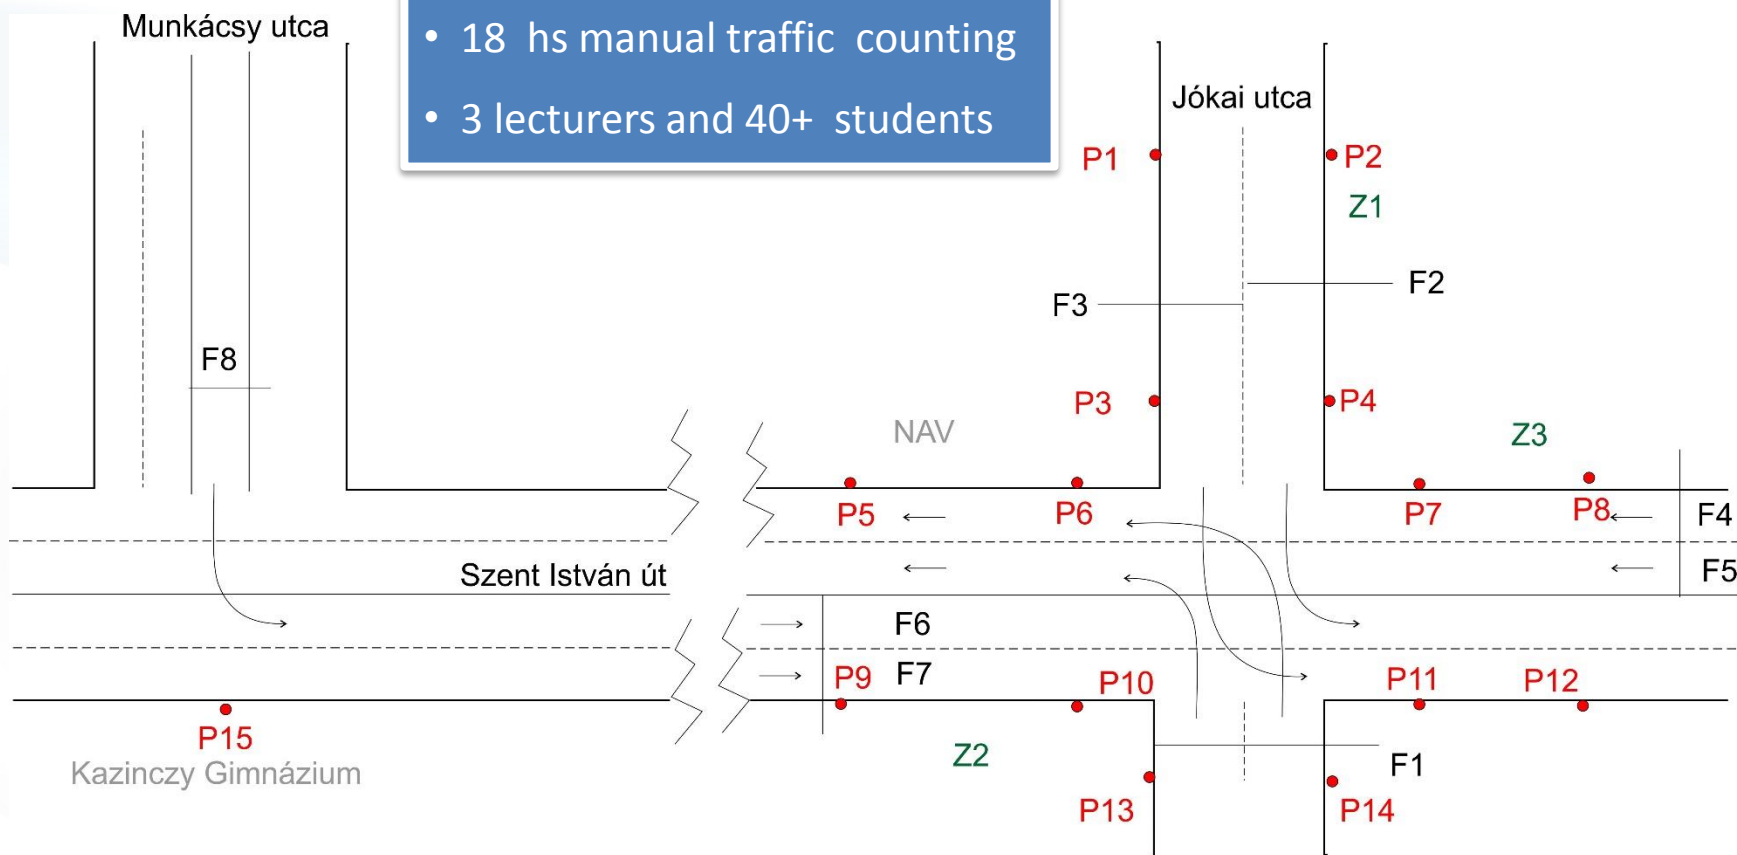 Munkácsy utca
• 18 hs manual traffic counting
• 3 lecturers and 40+ students
Jókai utca
P1
P2
Z1
F2
F3
F8
P3
P4
NAV
Z3
P5
P6
P7
P8
F4
Szent István út
F5
F6
F7
P9
P10
P11
P12
P15
Kazinczy Gimnázium
Z2
F1
P13
P14